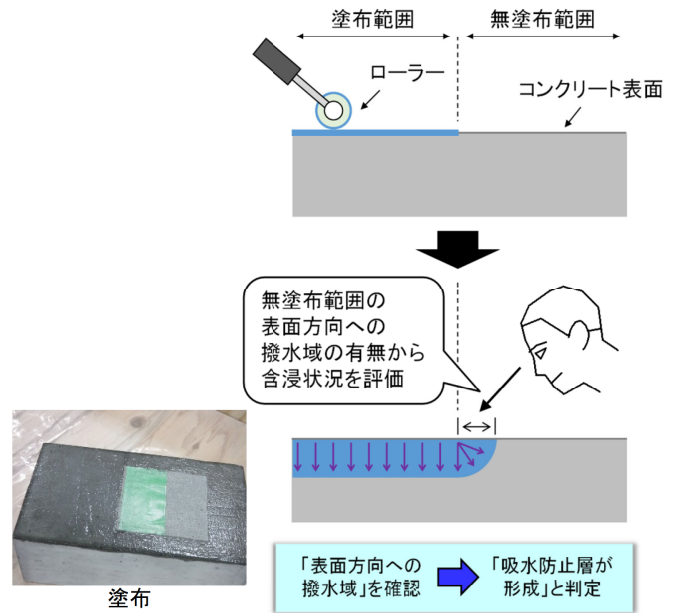 塗布範囲
無塗布範囲
ローラー
コンクリート表面
無塗布範囲の
表面方向への
撥水域の有無から
含浸状況を評価
塗布
「表面方向への
撥水域」を確認
「吸水防止層が
形成」と判定